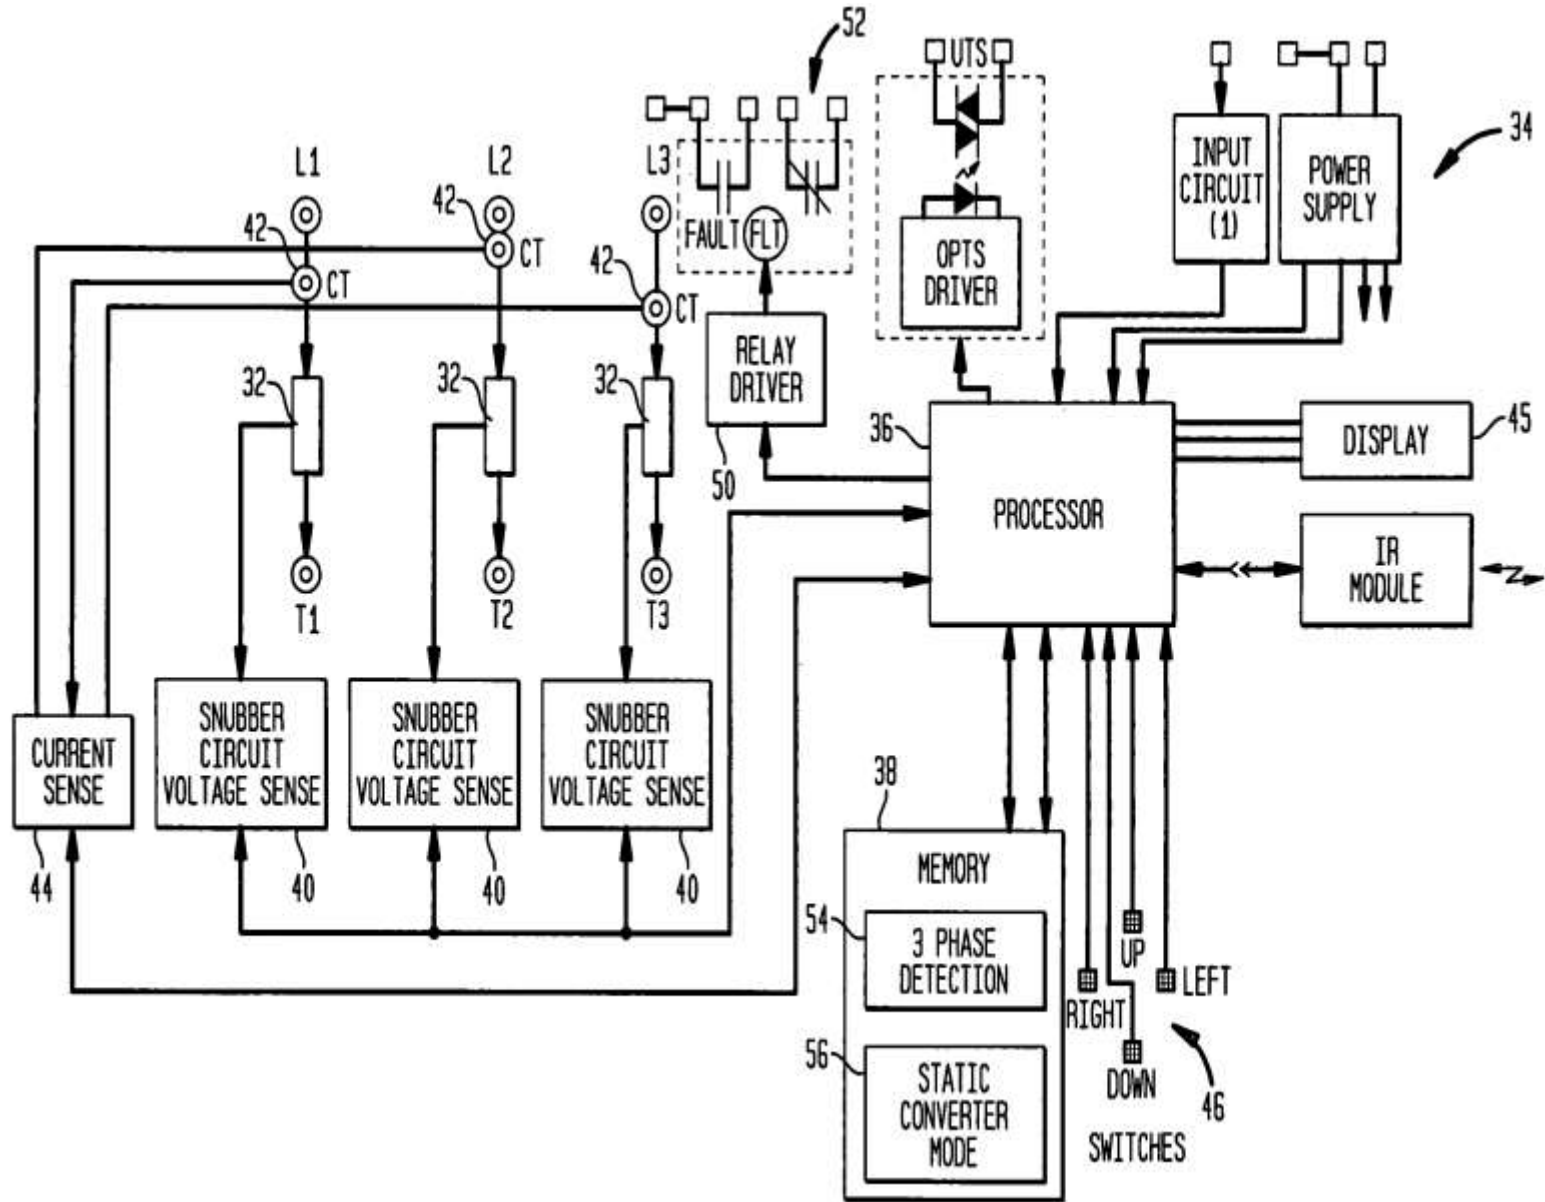 52
UTS
34
L1
L2
L3
INPUT
CIRCUIT
(1)
POWER
SUPPLY
42
42
CT
FAULT
FLT
OPTS
DRIVER
CT
42
CT
RELAY
DRIVER
32
32
32
36
DISPLAY
45
50
PROCESSOR
IR
MODULE
T1
T2
T3
CURRENT
SENSE
SNUBBER
CIRCUIT
VOLTAGE SENSE
SNUBBER
CIRCUIT
VOLTAGE SENSE
SNUBBER
CIRCUIT
VOLTAGE SENSE
38
44
40
40
40
MEMORY
54
3 PHASE
DETECTION
UP
LEFT
RIGHT
56
STATIC
CONVERTER
MODE
DOWN
46
SWITCHES